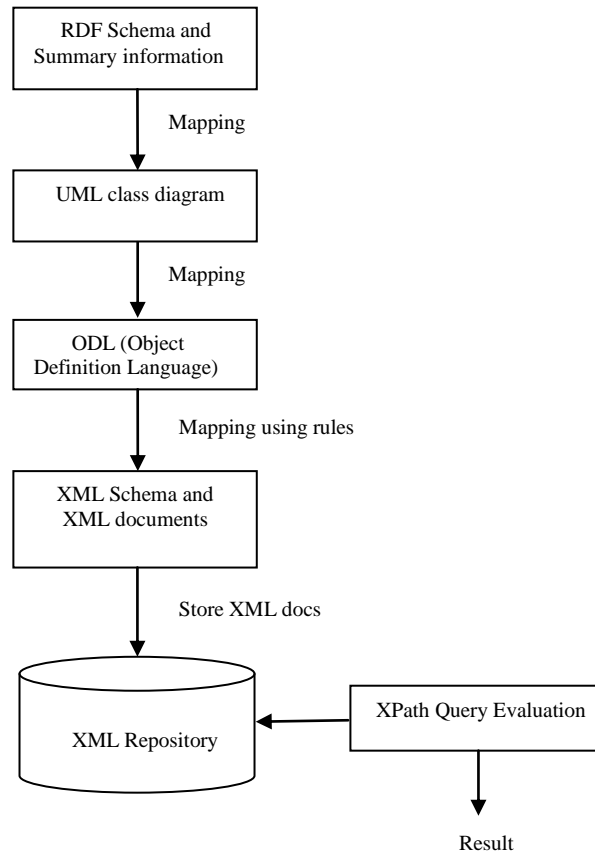 RDF Schema and
Summary information
Mapping
UML class diagram
Mapping
ODL (Object
Definition Language)
Mapping using rules
XML Schema and
XML documents
Store XML docs
XML Repository
XPath Query Evaluation
Result